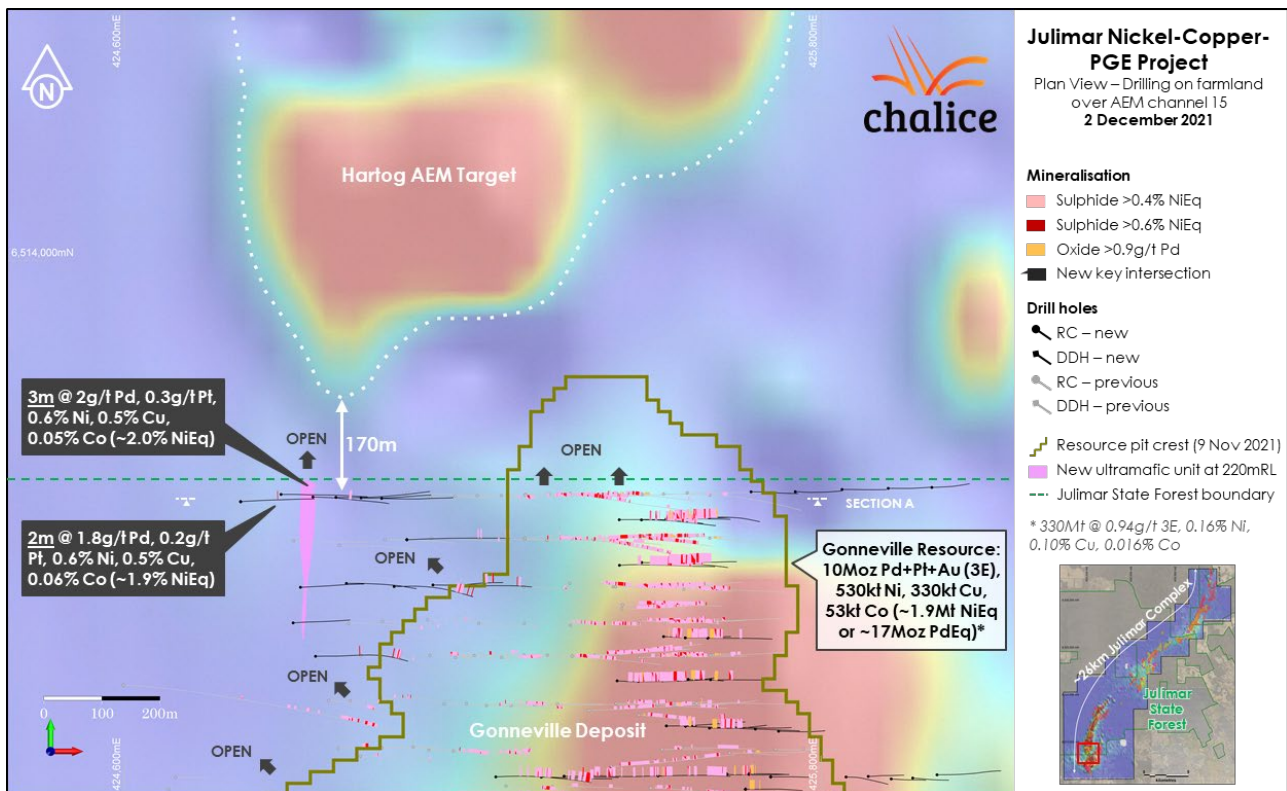 424,600mE
425,800mE
chalice
Hartog AEM Target
6,514,000mN
3m @ 2g/t Pd, 0.3g/t Pt,
0.6% Ni, 0.5% Cu,
0.05% Co (~2.0% NiEq)
OPEN
170m
OPEN
SECTION A
2m @ 1.8g/t Pd, 0.2g/t
Pt, 0.6% Ni, 0.5% Cu,
0.06% Co (~1.9% NiEq)
OPEN
Gonneville Resource:
10Moz Pd+Pt+Au (3E),
530kt Ni, 330kt Cu,
53kt Co (~1.9Mt NiEq
or ~17Moz PdEq)*
OPEN
0 100 200m
Gonneville Deposit
OPEN
424,600mE
425,800mE
N
Julimar Nickel-Copper-
PGE Project
Plan View – Drilling on farmland
over AEM channel 15
2 December 2021
Mineralisation
Sulphide >0.4% NiEq
Sulphide >0.6% NiEq
Oxide >0.9g/t Pd
New key intersection
Drill holes
RC – new
DDH – new
RC – previous
DDH – previous
Resource pit crest (9 Nov 2021)
New ultramafic unit at 220mRL
Julimar State Forest boundary
* 330Mt @ 0.94g/t 3E, 0.16% Ni,
0.10% Cu, 0.016% Co
~26km Julimar Complex
Julimar
State
Forest